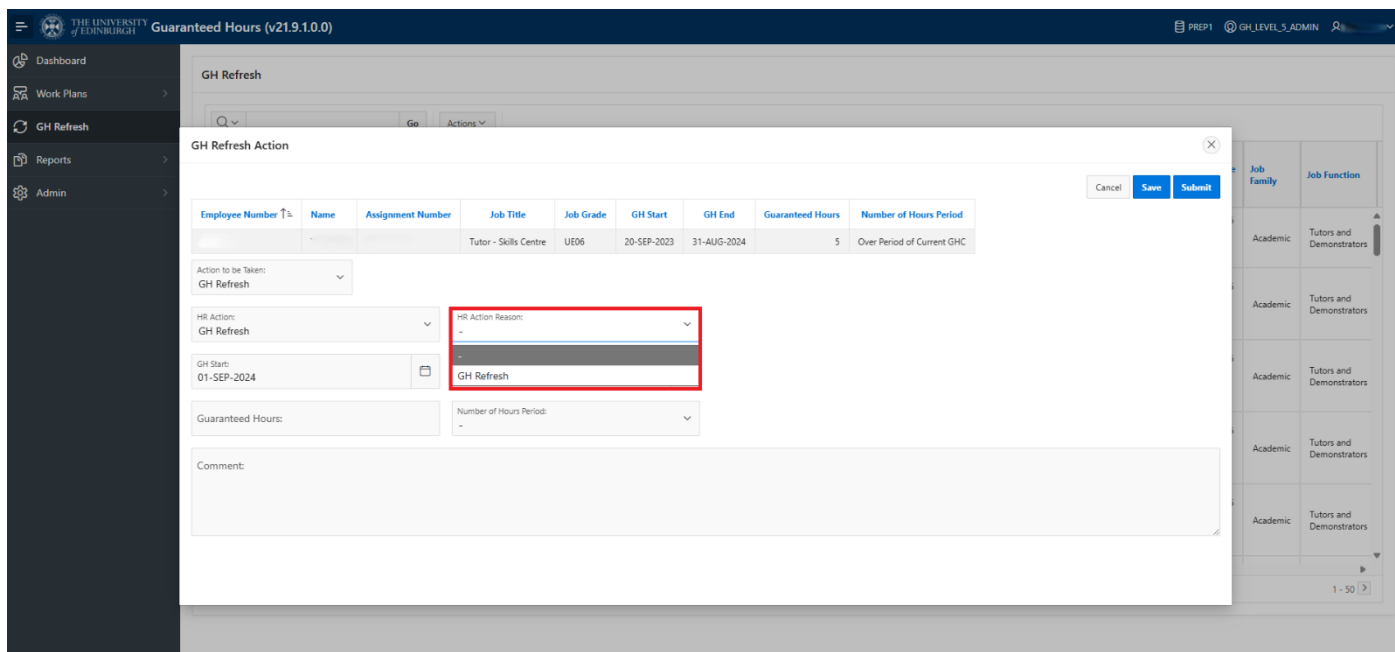 THE UNIVERSITY
of EDINBURGH
Guaranteed Hours (v21.9.1.0.0)
PREP1 GH_LEVEL_5_ADMIN
Dashboard
Work Plans
GH Refresh
Reports
Admin
GH Refresh
Go Actions
GH Refresh Action
Cancel Save Submit
Employee Number Name Assignment Number Job Title Job Grade GH Start GH End Guaranteed Hours Number of Hours Period
Tutor - Skills Centre UE06 20-SEP-2023 31-AUG-2024 5 Over Period of Current GHC
Action to be Taken:
GH Refresh
HR Action:
GH Refresh
HR Action Reason:
-
-
GH Refresh
GH Start:
01-SEP-2024
Guaranteed Hours:
Number of Hours Period:
-
Comment:
Job
Family
Job Function
Academic
Tutors and
Demonstrators
Academic
Tutors and
Demonstrators
Academic
Tutors and
Demonstrators
Academic
Tutors and
Demonstrators
Academic
Tutors and
Demonstrators
1 - 50